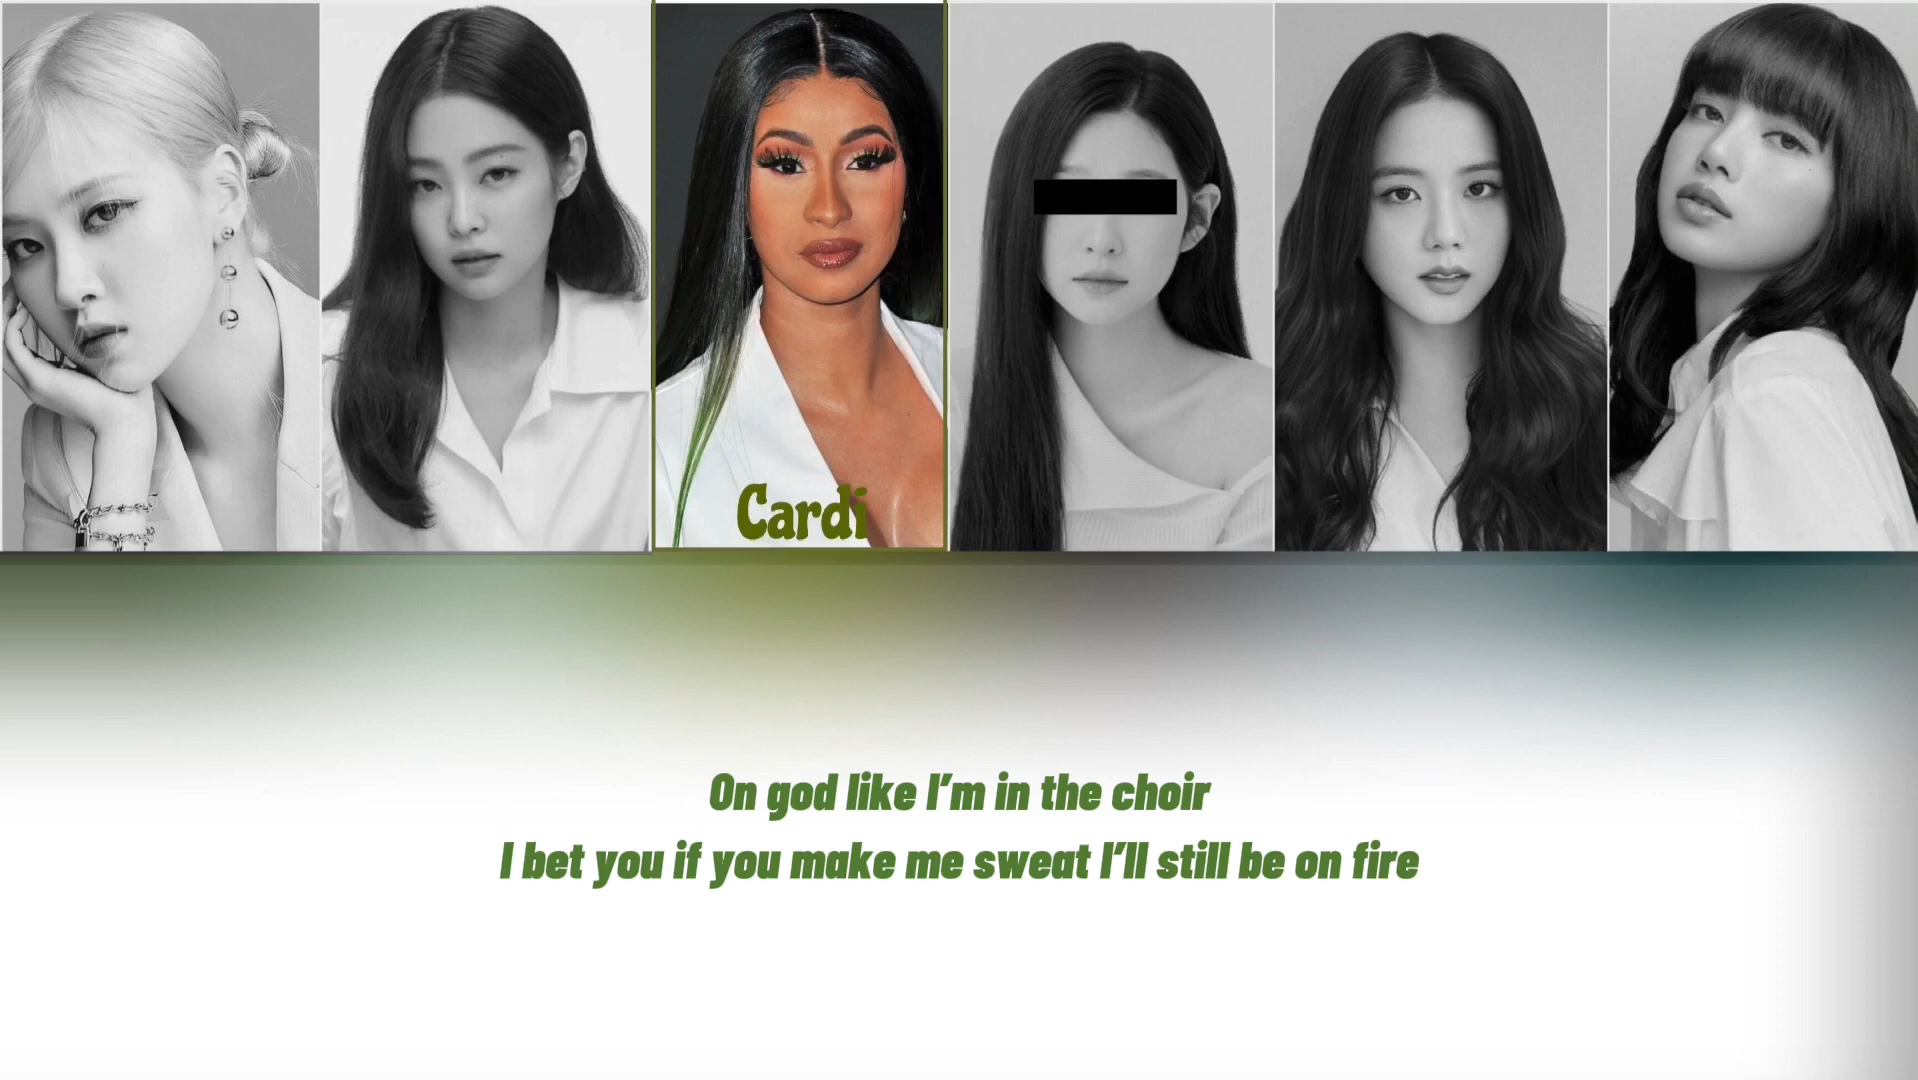 Cardi
On god like I'm in the choir
I bet you if you make me sweat I'll still be on fire